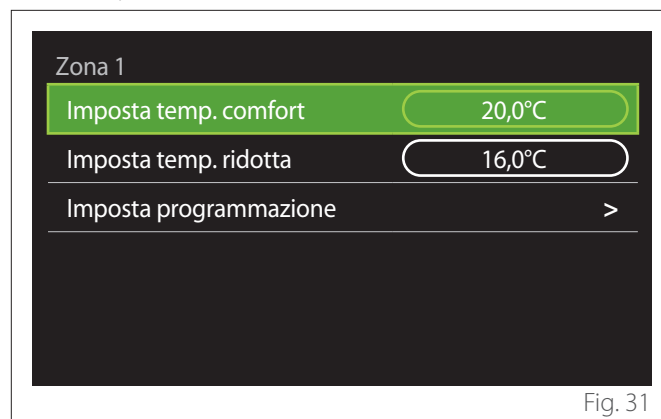 Zona 1
Imposta temp. comfort 20,0°C
Imposta temp. ridotta 16,0°C
Imposta programmazione >
Fig. 31